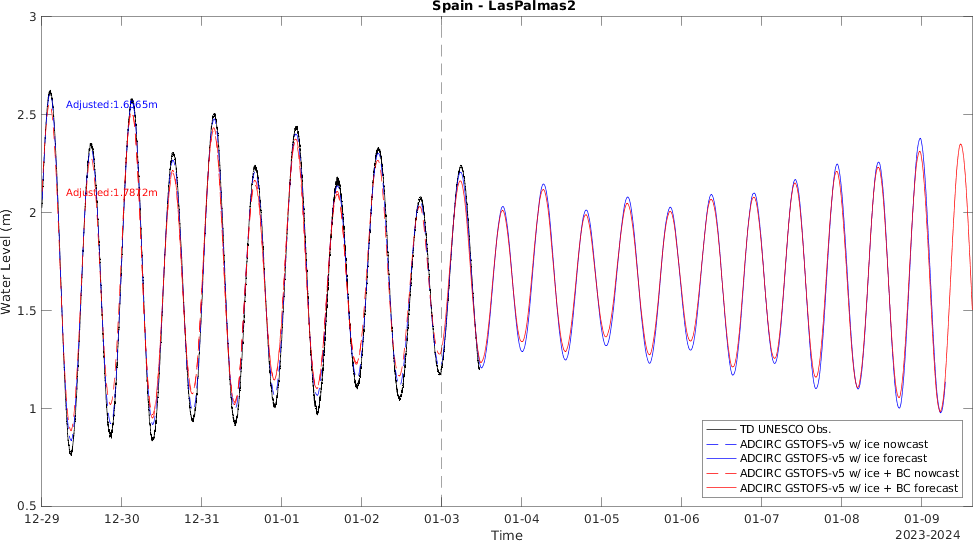 Spain - LasPalmas2
3
2.5
2
1.5
1
0.5
Water Level (m)
Adjusted:1.6165m
Adjusted:1.7872m
TD UNESCO Obs.
ADCIRC GSTOFS-v5 w/ ice nowcast
ADCIRC GSTOFS-v5 w/ ice forecast
ADCIRC GSTOFS-v5 w/ ice + BC nowcast
ADCIRC GSTOFS-v5 w/ ice + BC forecast
12-29 12-30 12-31 01-01 01-02 01-03 01-04 01-05 01-06 01-07 01-08 01-09
Time
2023-2024